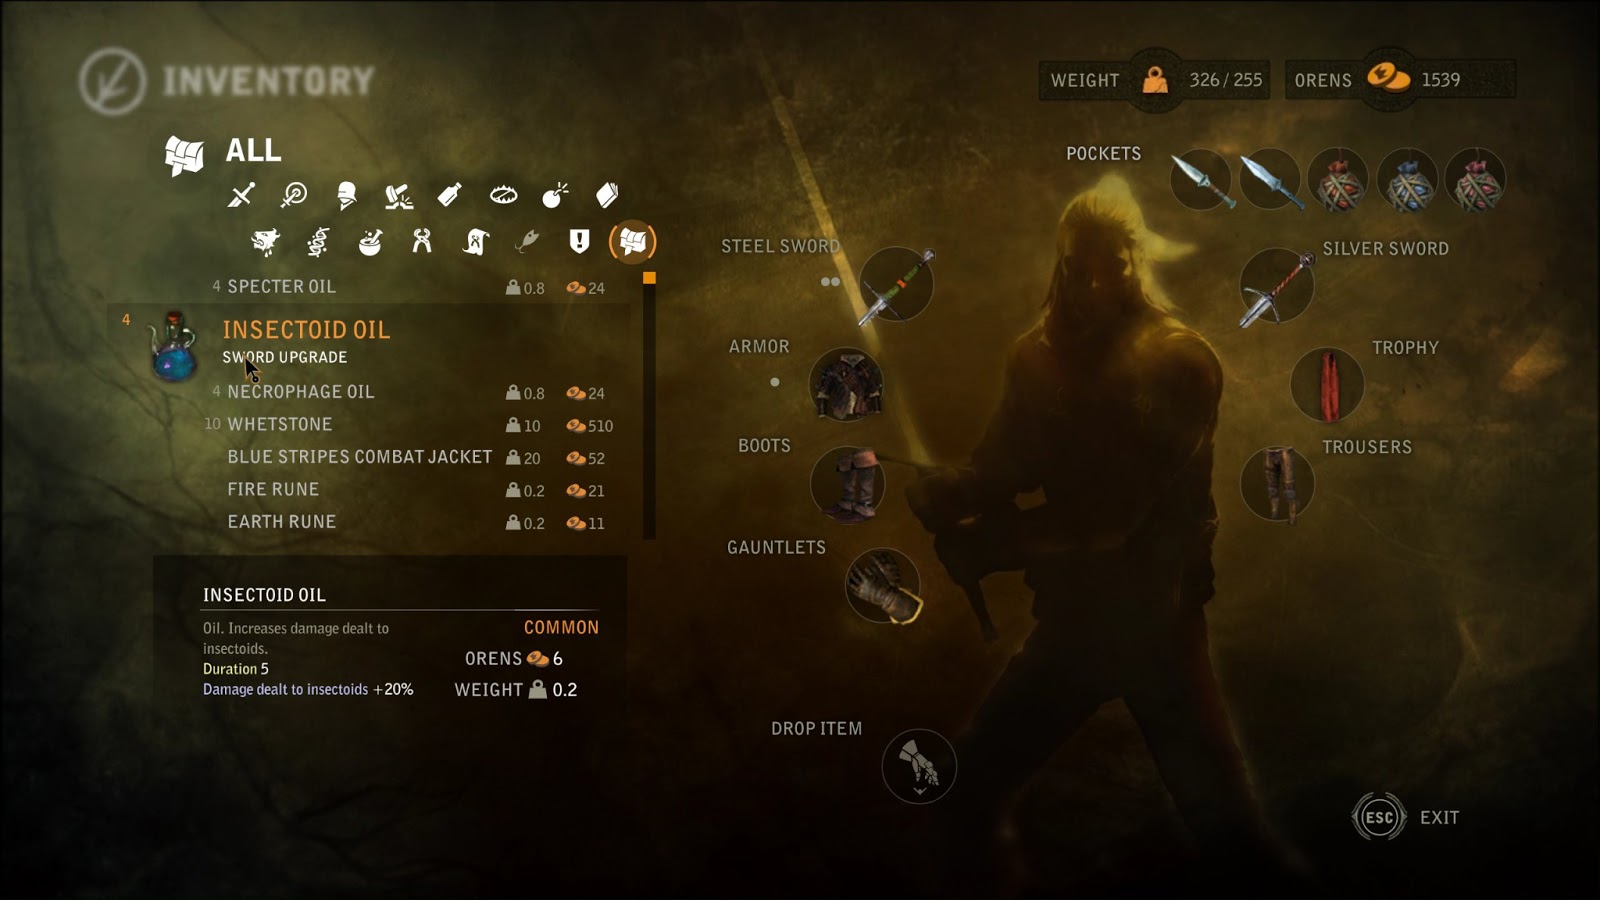 INVENTORY
WEIGHT 326 / 255
ORENS 1539
ALL
POCKETS
4 SPECTER OIL 0.8 24
4
INSECTOID OIL
SWORD UPGRADE
4 NECROPHAGE OIL 0.8 24
10 WHETSTONE 10 510
BLUE STRIPES COMBAT JACKET 20 52
FIRE RUNE 0.2 21
EARTH RUNE 0.2 11
INSECTOID OIL
Oil. Increases damage dealt to
insectoids.
Duration 5
Damage dealt to insectoids +20%
COMMON
ORENS 6
WEIGHT 0.2
STEEL SWORD
SILVER SWORD
ARMOR
TROPHY
BOOTS
TROUSERS
GAUNTLETS
DROP ITEM
ESC EXIT